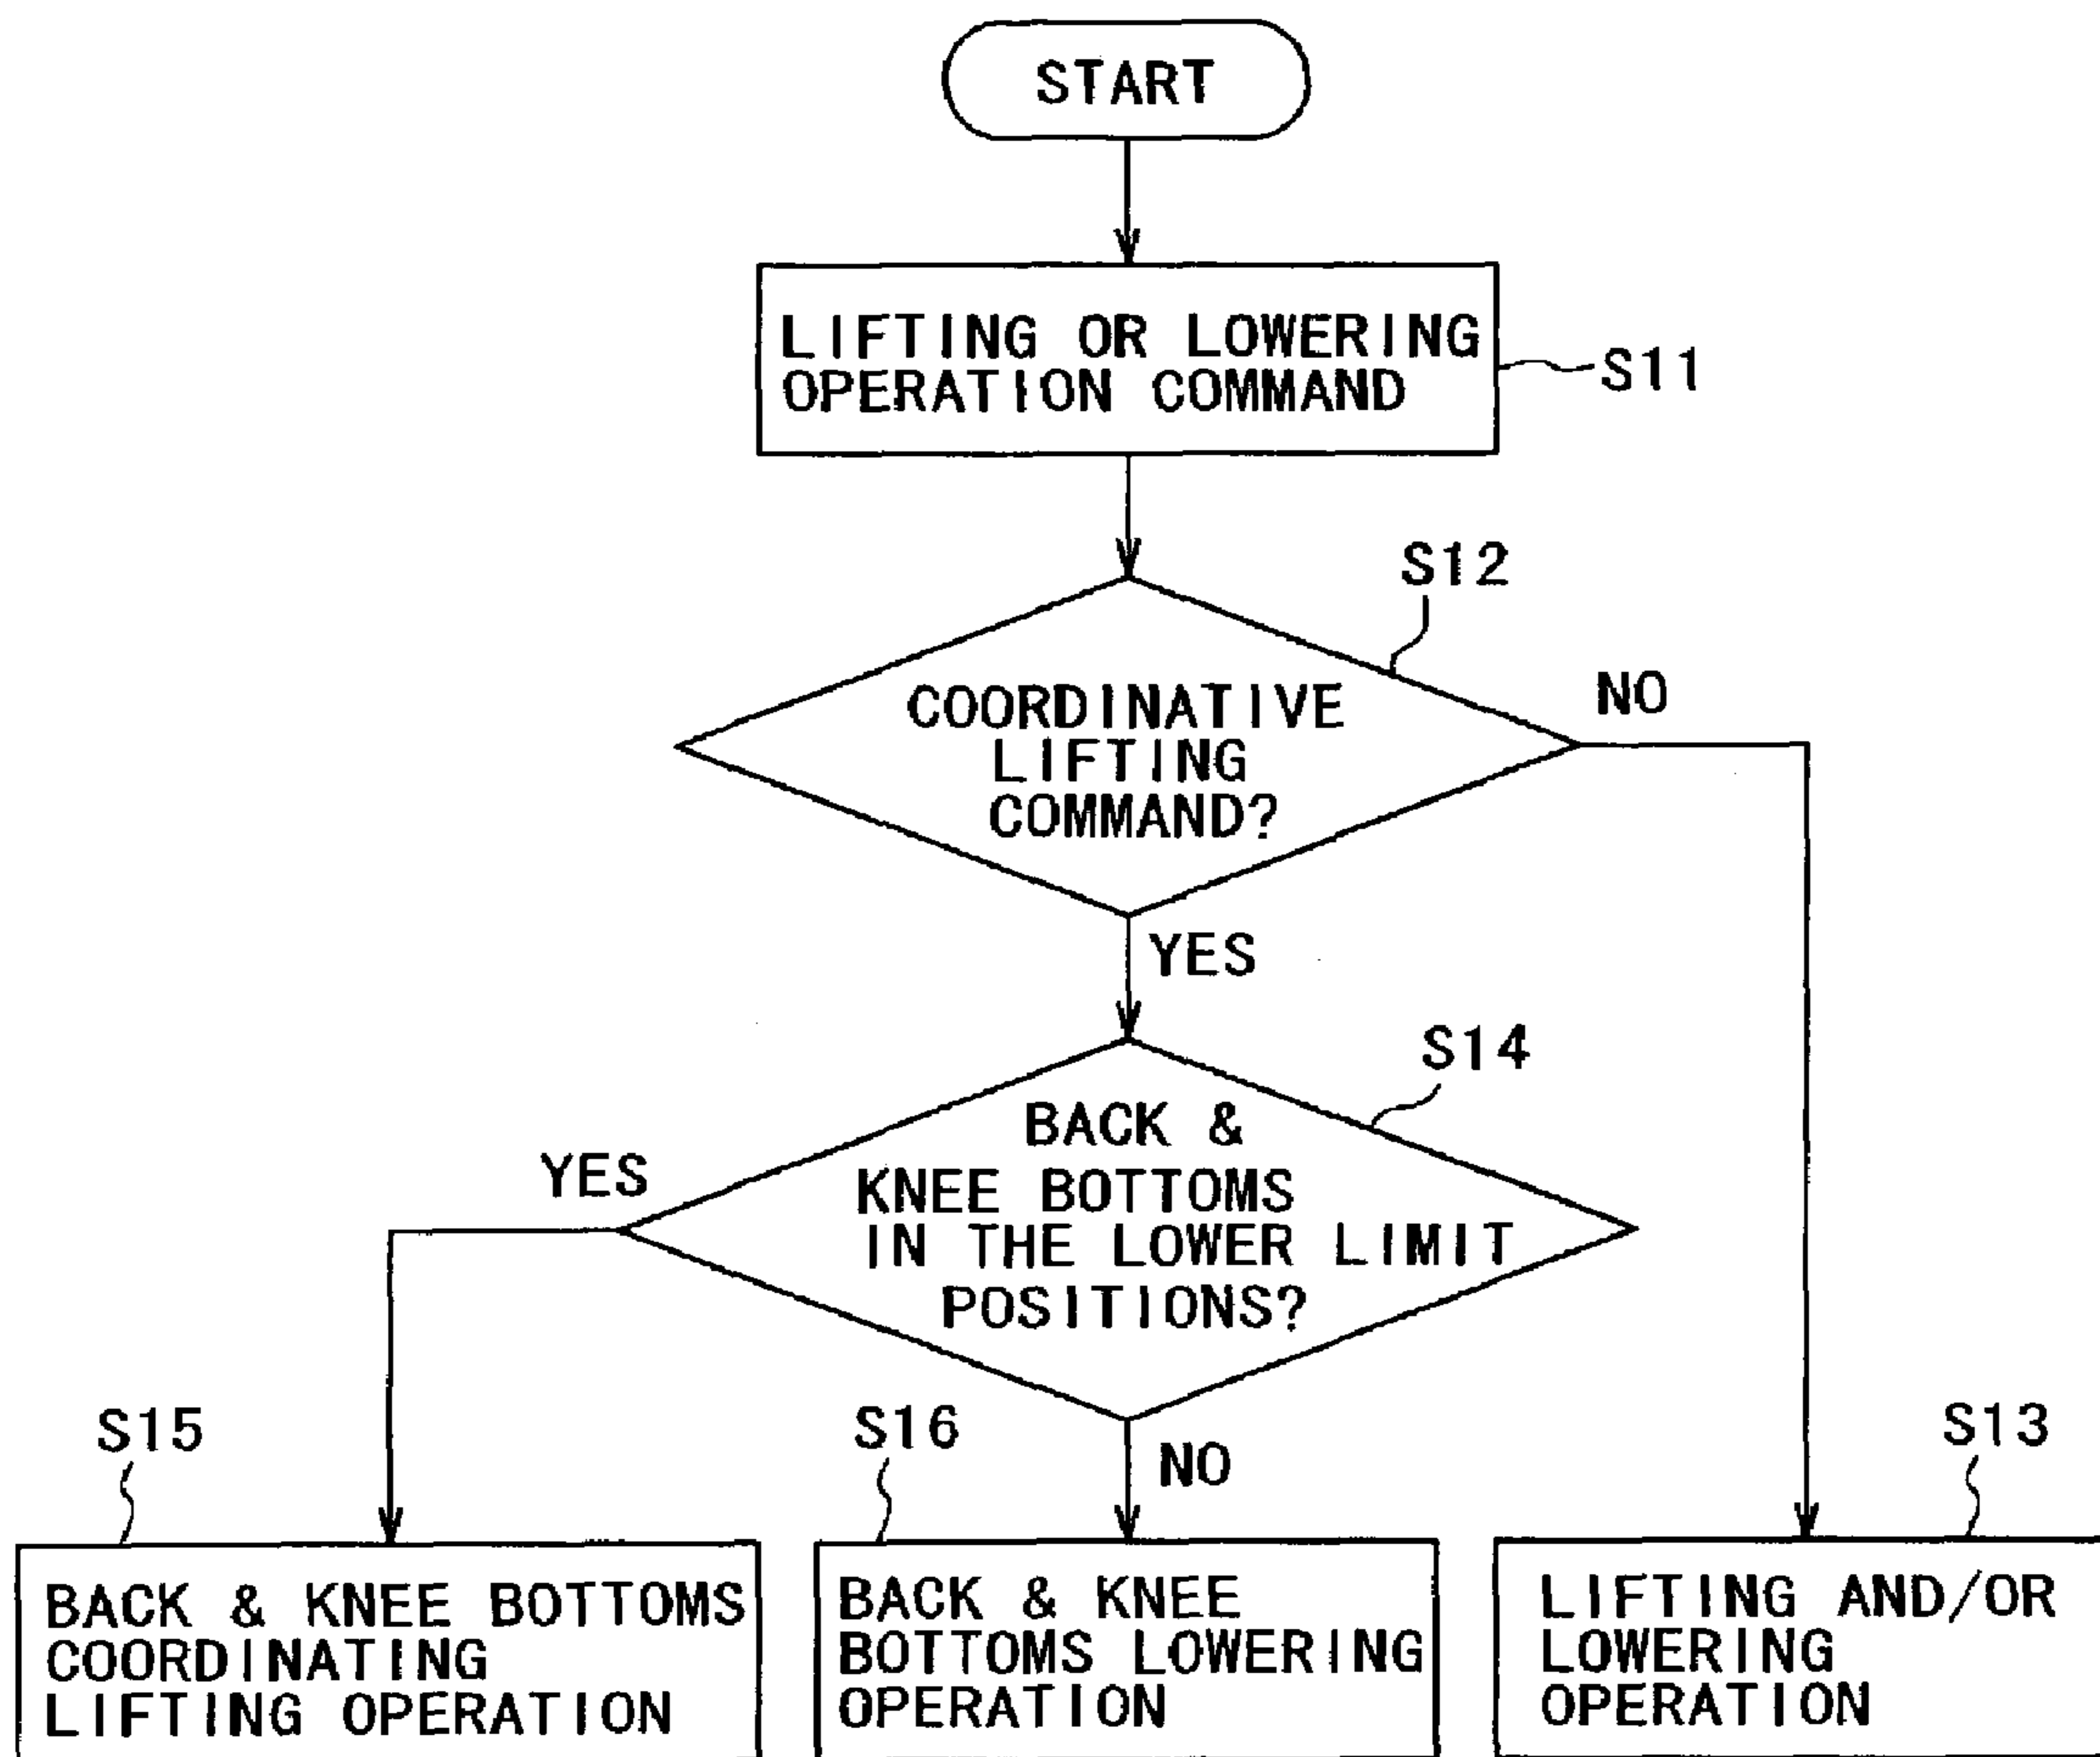 START
LIFTING OR LOWERING
OPERATION COMMAND
S11
S12
COORDINATIVE
LIFTING
COMMAND?
NO
YES
S14
BACK &
KNEE BOTTOMS
IN THE LOWER LIMIT
POSITIONS?
YES
NO
S15
BACK & KNEE BOTTOMS
COORDINATING
LIFTING OPERATION
S16
BACK & KNEE
BOTTOMS LOWERING
OPERATION
S13
LIFTING AND/OR
LOWERING
OPERATION